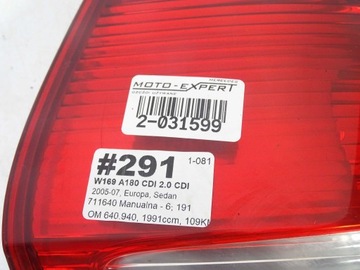 MERCEDES
MOTO-EXPERT
2-031599
#291
1-081
W169 A180 CDI 2.0 CDI
2005-07, Europa, Sedan
711640 Manualna - 6; 191
OM 640.940, 1991ccm, 109KM